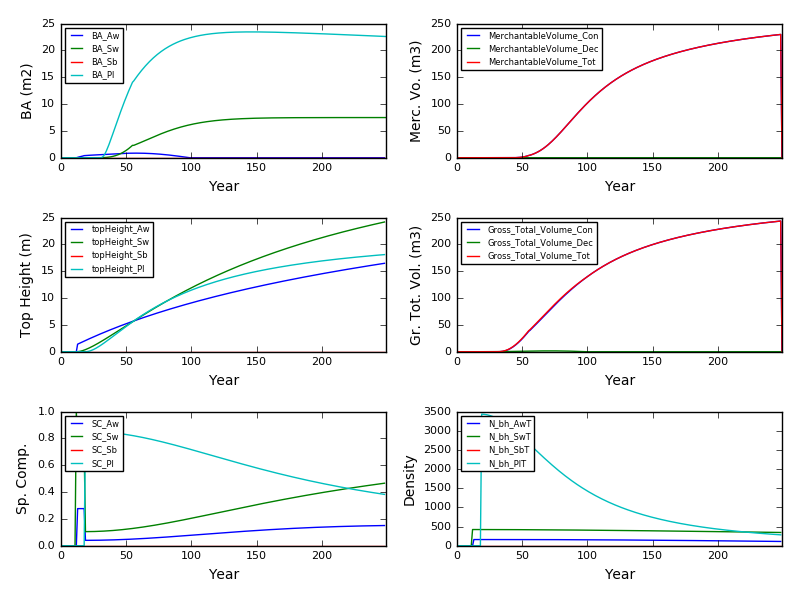 25
20
15
10
5
0
BA (m2)
BA_Aw
BA_Sw
BA_Sb
BA_Pl
0 50 100 150 200
Year
250
200
150
100
50
0
Merc. Vo. (m3)
MerchantableVolume_Con
MerchantableVolume_Dec
MerchantableVolume_Tot
0 50 100 150 200
Year
25
20
15
10
5
0
Top Height (m)
topHeight_Aw
topHeight_Sw
topHeight_Sb
topHeight_Pl
0 50 100 150 200
Year
250
200
150
100
50
0
Gr. Tot. Vol. (m3)
Gross_Total_Volume_Con
Gross_Total_Volume_Dec
Gross_Total_Volume_Tot
0 50 100 150 200
Year
1.0
0.8
0.6
0.4
0.2
0.0
Sp. Comp.
SC_Aw
SC_Sw
SC_Sb
SC_Pl
0 50 100 150 200
Year
3500
3000
2500
2000
1500
1000
500
0
Density
N_bh_AwT
N_bh_SwT
N_bh_SbT
N_bh_PlT
0 50 100 150 200
Year